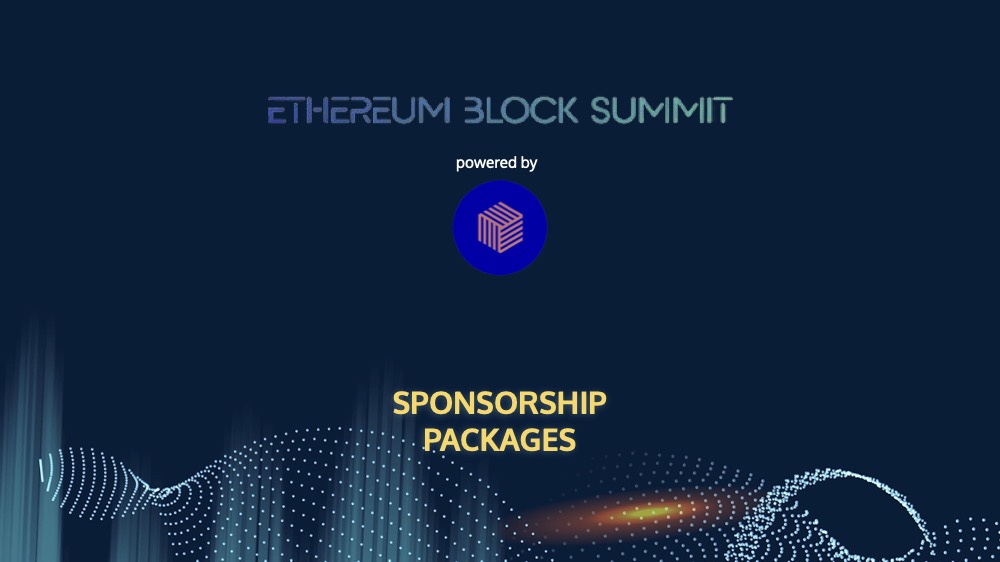 ETHEREUM BLOCK SUMMIT
powered by
SPONSORSHIP
PACKAGES